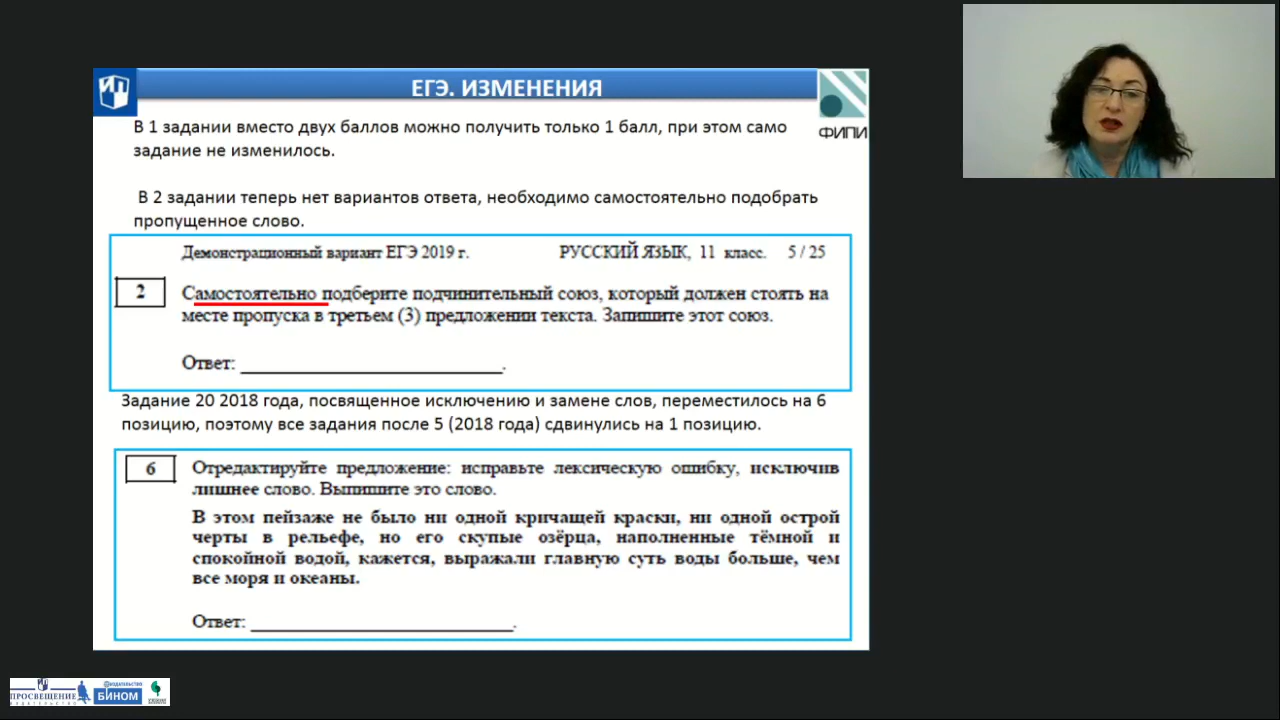 ЕГЭ. ИЗМЕНЕНИЯ
ФИПИ
В 1 задании вместо двух баллов можно получить только 1 балл, при этом само
задание не изменилось.
В 2 задании теперь нет вариантов ответа, необходимо самостоятельно подобрать
пропущенное слово.
Демонстрационный вариант ЕГЭ 2019 г. РУССКИЙ ЯЗЫК, 11 класс. 5 / 25
2 Самостоятельно подберите подчинительный союз, который должен стоять на
месте пропуска в третьем (3) предложении текста. Запишите этот союз.
Ответ: ____________________________.
Задание 20 2018 года, посвященное исключению и замене слов, переместилось на 6
позицию, поэтому все задания после 5 (2018 года) сдвинулись на 1 позицию.
6 Отредактируйте предложение: исправьте лексическую ошибку, исключив
лишнее слово. Выпишите это слово.
В этом пейзаже не было ни одной кричащей краски, ни одной острой
черты в рельефе, но его скупые озёрца, наполненные тёмной и
спокойной водой, кажется, выражали главную суть воды больше, чем
все моря и океаны.
Ответ: ____________________________.
ПРОСВЕЩЕНИЕ
ИЗДАТЕЛЬСТВО
БИНОМ